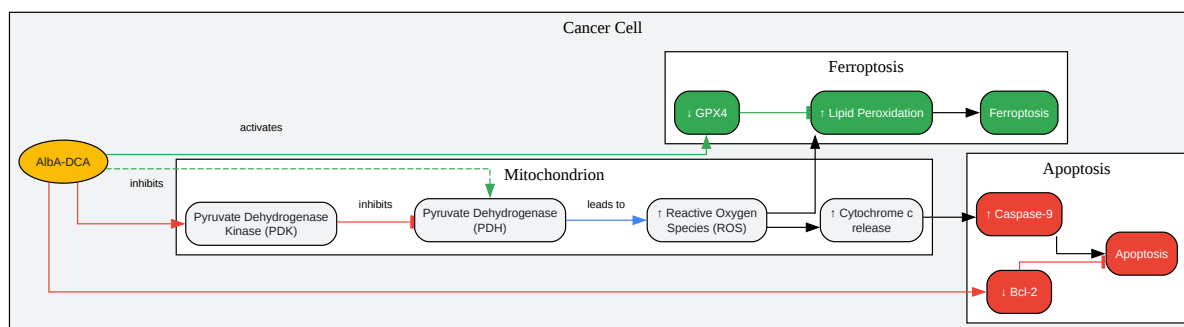 Cancer Cell
Ferroptosis
↓ GPX4
↑ Lipid Peroxidation
Ferroptosis
activates
AlbA-DCA
inhibits
Mitochondrion
Pyruvate Dehydrogenase
Kinase (PDK)
inhibits
Pyruvate Dehydrogenase
(PDH)
leads to
↑ Reactive Oxygen
Species (ROS)
↑ Cytochrome c
release
Apoptosis
↑ Caspase-9
Apoptosis
↓ Bcl-2